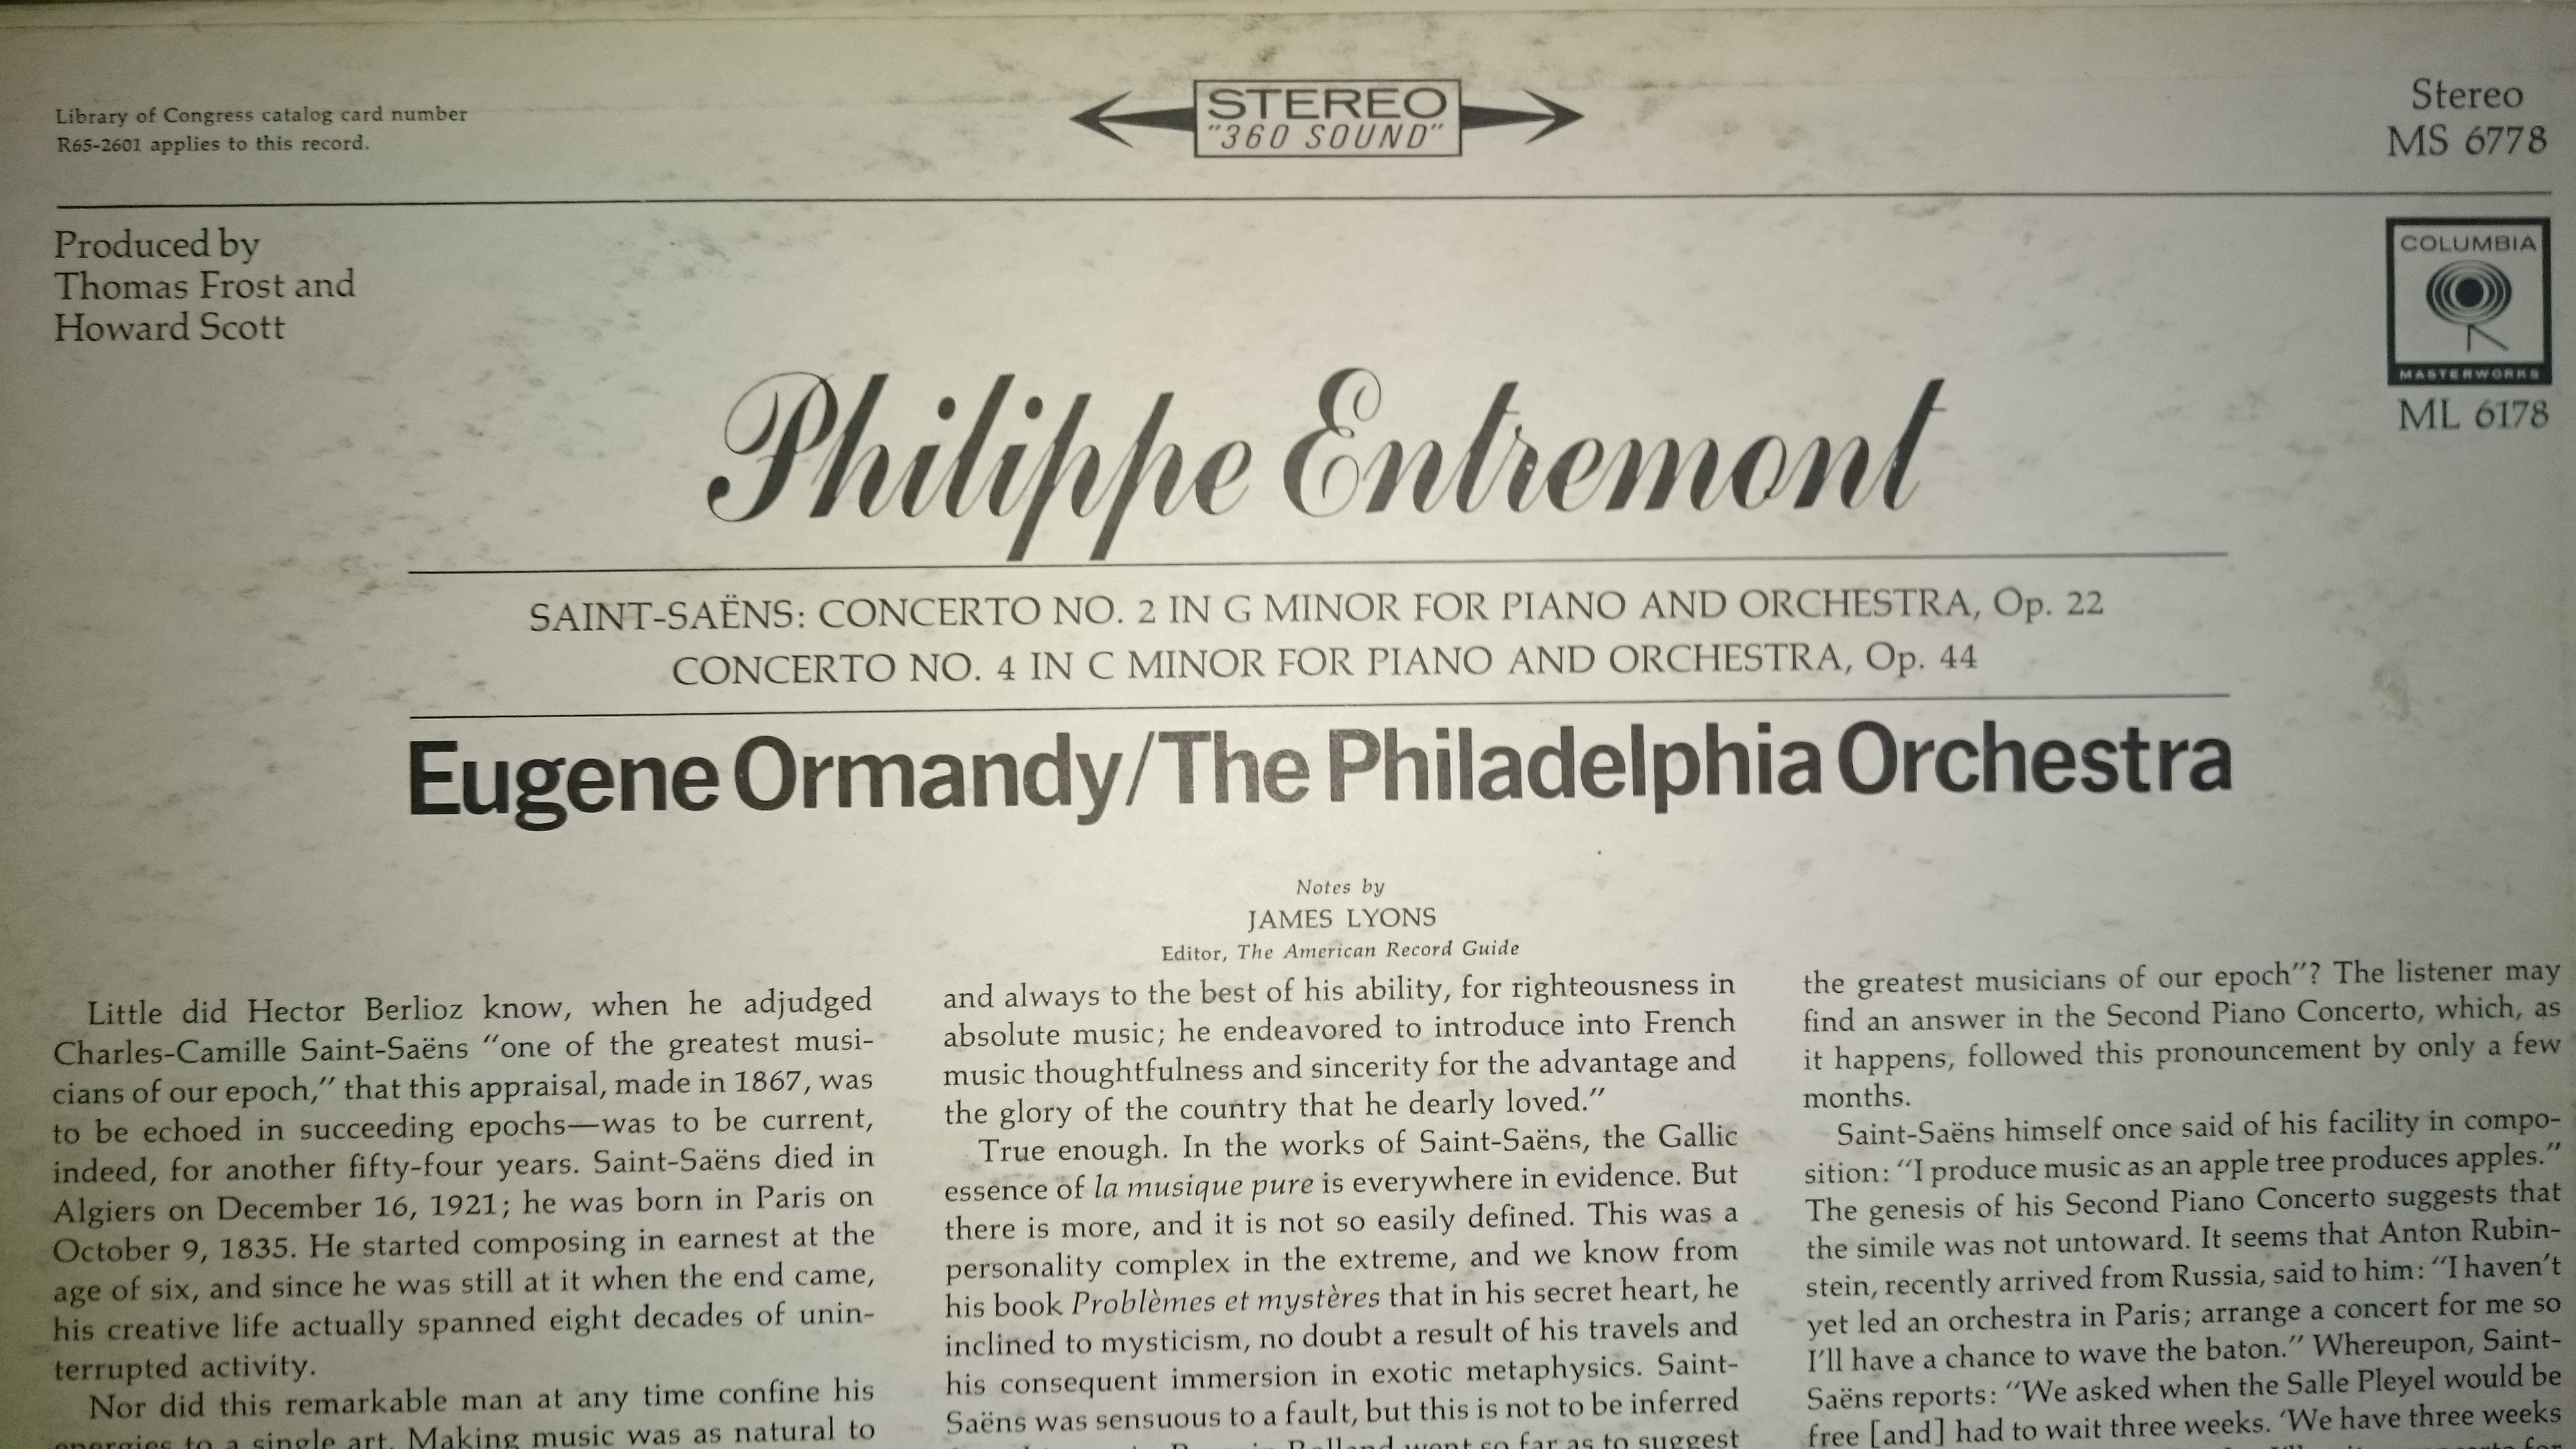 Library of Congress catalog card number
R65-2601 applies to this record.
STEREO
"360 SOUND"
Stereo
MS 6778
Produced by
Thomas Frost and
Howard Scott
COLUMBIA
MASTERWORKS
ML 6178
Philippe Entremont
SAINT-SAËNS: CONCERTO NO. 2 IN G MINOR FOR PIANO AND ORCHESTRA, Op. 22
CONCERTO NO. 4 IN C MINOR FOR PIANO AND ORCHESTRA, Op. 44
Eugene Ormandy/The Philadelphia Orchestra
Notes by
JAMES LYONS
Editor, The American Record Guide
Little did Hector Berlioz know, when he adjudged
Charles-Camille Saint-Saëns “one of the greatest musi-
cians of our epoch,” that this appraisal, made in 1867, was
to be echoed in succeeding epochs—was to be current,
indeed, for another fifty-four years. Saint-Saëns died in
Algiers on December 16, 1921; he was born in Paris on
October 9, 1835. He started composing in earnest at the
age of six, and since he was still at it when the end came,
his creative life actually spanned eight decades of unin-
terrupted activity.
Nor did this remarkable man at any time confine his
energies to a single art. Making music was as natural to
and always to the best of his ability, for righteousness in
absolute music; he endeavored to introduce into French
music thoughtfulness and sincerity for the advantage and
the glory of the country that he dearly loved.”
True enough. In the works of Saint-Saëns, the Gallic
essence of la musique pure is everywhere in evidence. But
there is more, and it is not so easily defined. This was a
personality complex in the extreme, and we know from
his book Problèmes et mystères that in his secret heart, he
inclined to mysticism, no doubt a result of his travels and
his consequent immersion in exotic metaphysics. Saint-
Saëns was sensuous to a fault, but this is not to be inferred
Rolland went so far as to suggest
the greatest musicians of our epoch”? The listener may
find an answer in the Second Piano Concerto, which, as
it happens, followed this pronouncement by only a few
months.
Saint-Saëns himself once said of his facility in compo-
sition: “I produce music as an apple tree produces apples.”
The genesis of his Second Piano Concerto suggests that
the simile was not untoward. It seems that Anton Rubin-
stein, recently arrived from Russia, said to him: “I haven’t
yet led an orchestra in Paris; arrange a concert for me so
I’ll have a chance to wave the baton.” Whereupon, Saint-
Saëns reports: “We asked when the Salle Pleyel would be
free [and] had to wait three weeks. ‘We have three weeks